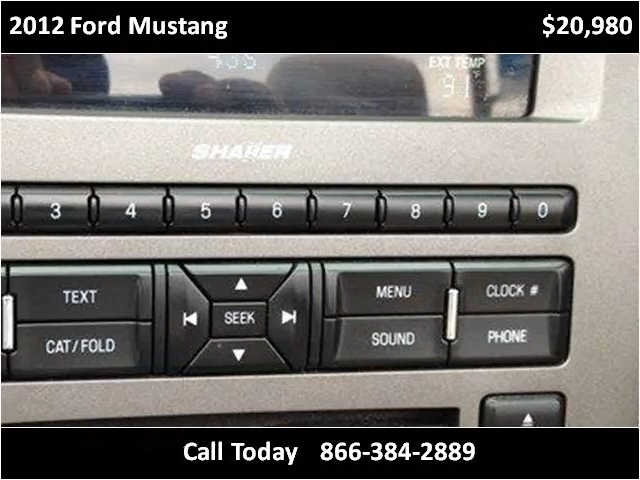 2012 Ford Mustang $20,980
EXT TEMP
91
SHAKER
3 4 5 6 7 8 9 0
TEXT MENU CLOCK #
SEEK
CAT/FOLD SOUND PHONE
Call Today 866-384-2889